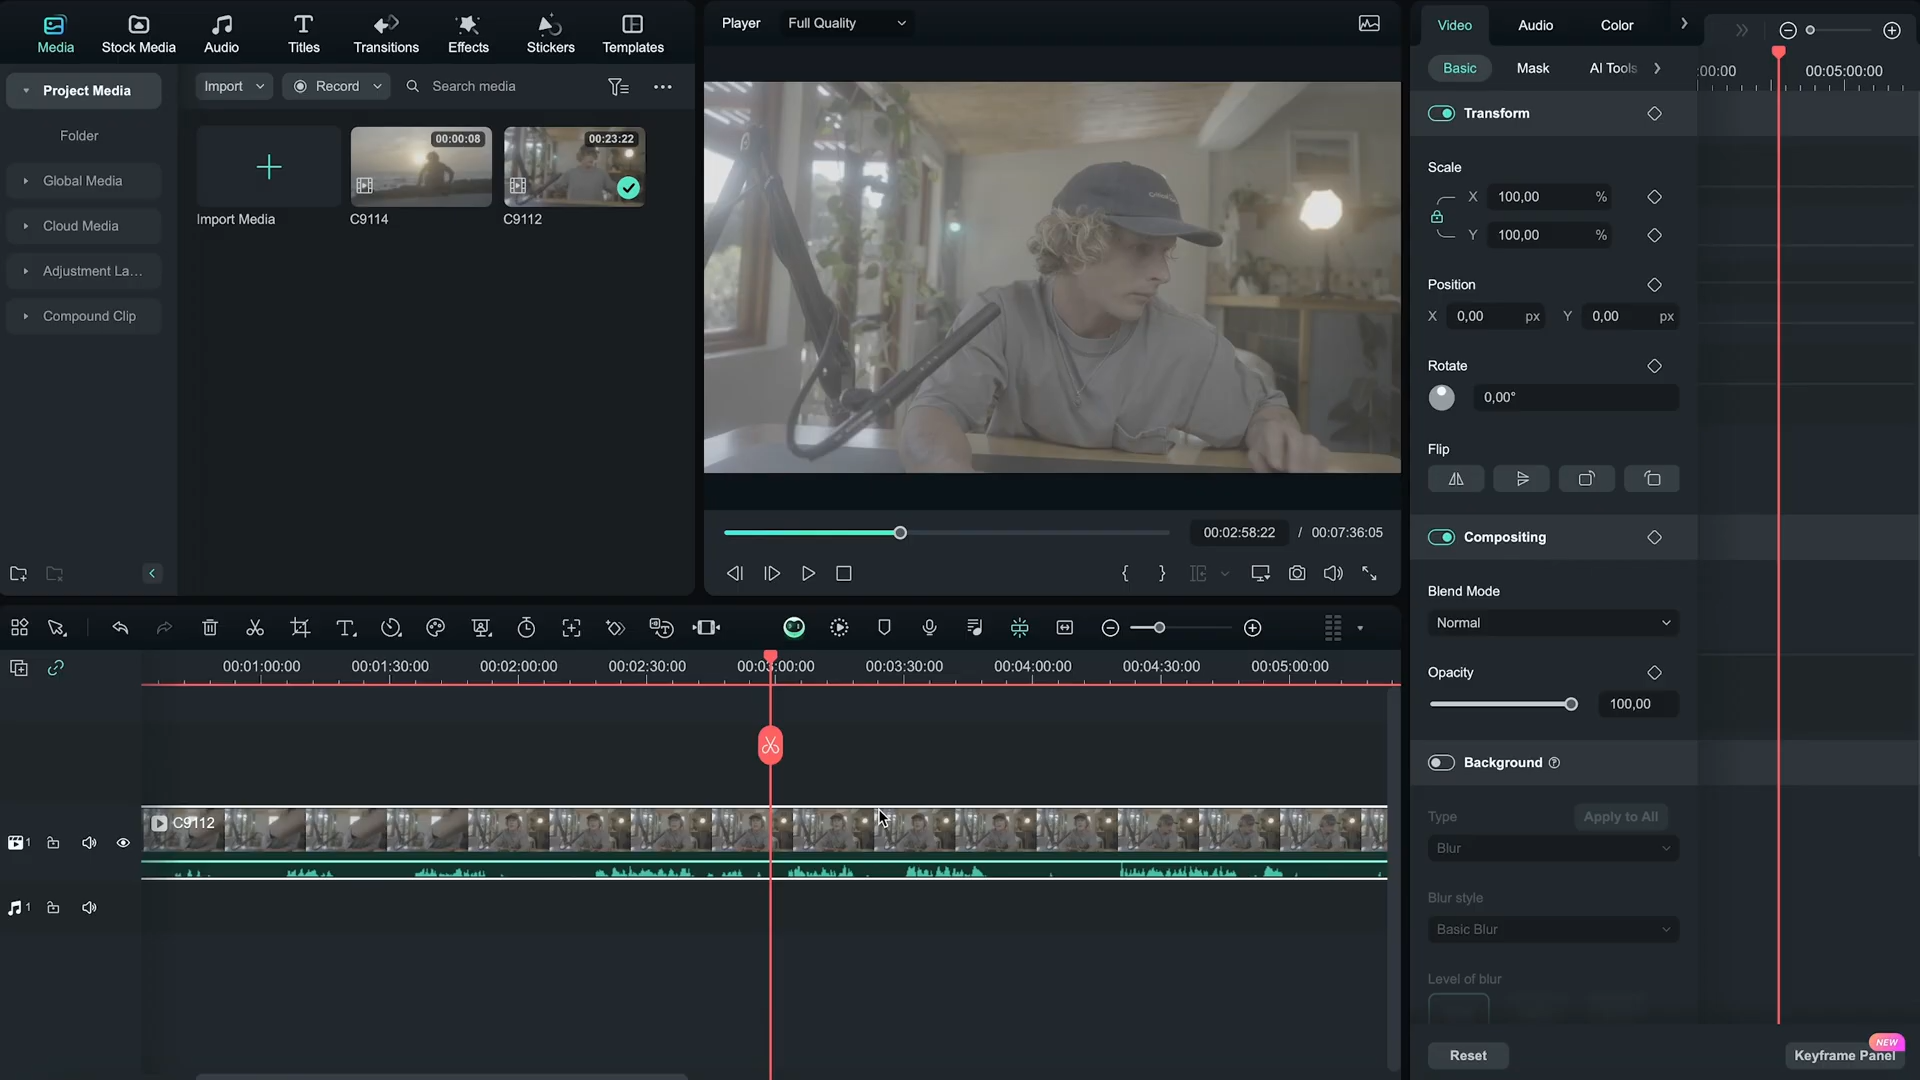 Media
Stock Media
Audio
Titles
Transitions
Effects
Stickers
Templates
Project Media
Folder
Global Media
Cloud Media
Adjustment La...
Compound Clip
Import
Record
Search media
Import Media
00:00:08
C9114
00:23:22
C9112
Player
Full Quality
00:02:58:22 / 00:07:36:05
Video
Audio
Color
Basic
Mask
AI Tools
Transform
Scale
X 100,00 %
Y 100,00 %
Position
X 0,00 px Y 0,00 px
Rotate
0,00°
Flip
Compositing
Blend Mode
Normal
Opacity
100,00
Background
Type
Apply to All
Blur
Blur style
Basic Blur
Level of blur
Reset
Keyframe Panel
NEW
:00:00
00:05:00:00
00:01:00:00 00:01:30:00 00:02:00:00 00:02:30:00 00:03:00:00 00:03:30:00 00:04:00:00 00:04:30:00 00:05:00:00
C9112
1
1